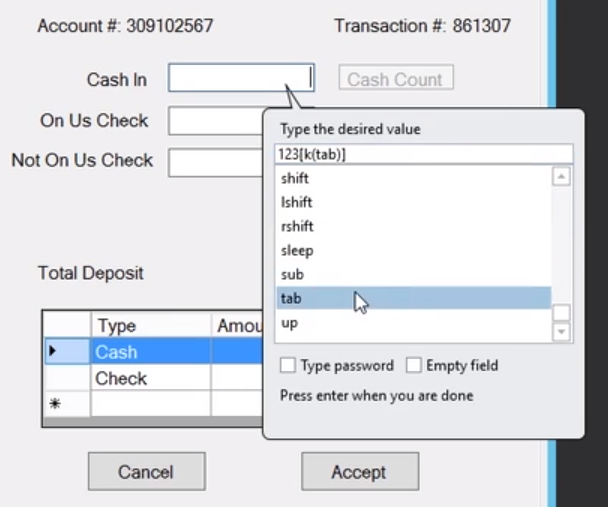 Account #: 309102567 Transaction #: 861307
Cash In Cash Count
On Us Check
Not On Us Check
Type the desired value
123[k(tab)]
shift
lshift
rshift
sleep
sub
tab
up
Type password Empty field
Press enter when you are done
Total Deposit
Type Amou
Cash
Check
*
Cancel Accept